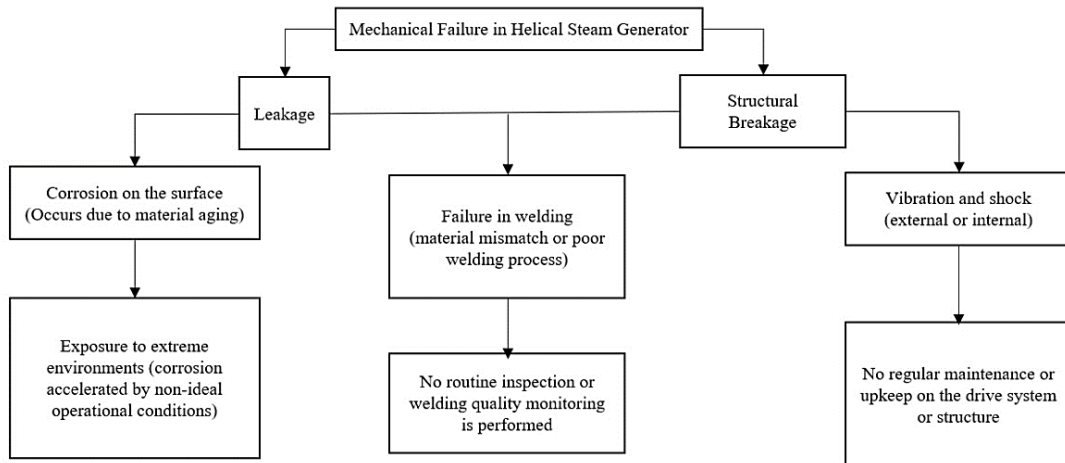 Mechanical Failure in Helical Steam Generator
Leakage
Structural
Breakage
Corrosion on the surface
(Occurs due to material aging)
Failure in welding
(material mismatch or poor
welding process)
Vibration and shock
(external or internal)
Exposure to extreme
environments (corrosion
accelerated by non-ideal
operational conditions)
No routine inspection or
welding quality monitoring
is performed
No regular maintenance or
upkeep on the drive system
or structure